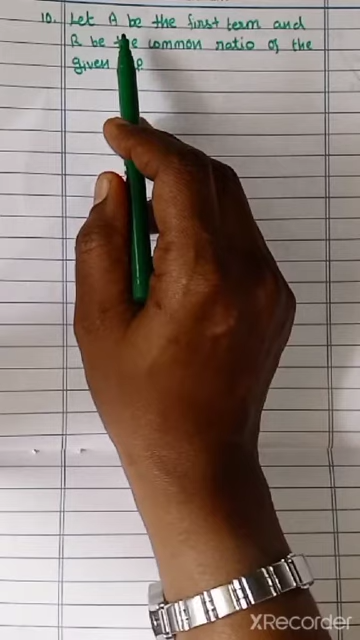 10. Let A be the first term and
R be the common ratio of the
given
XRecorder